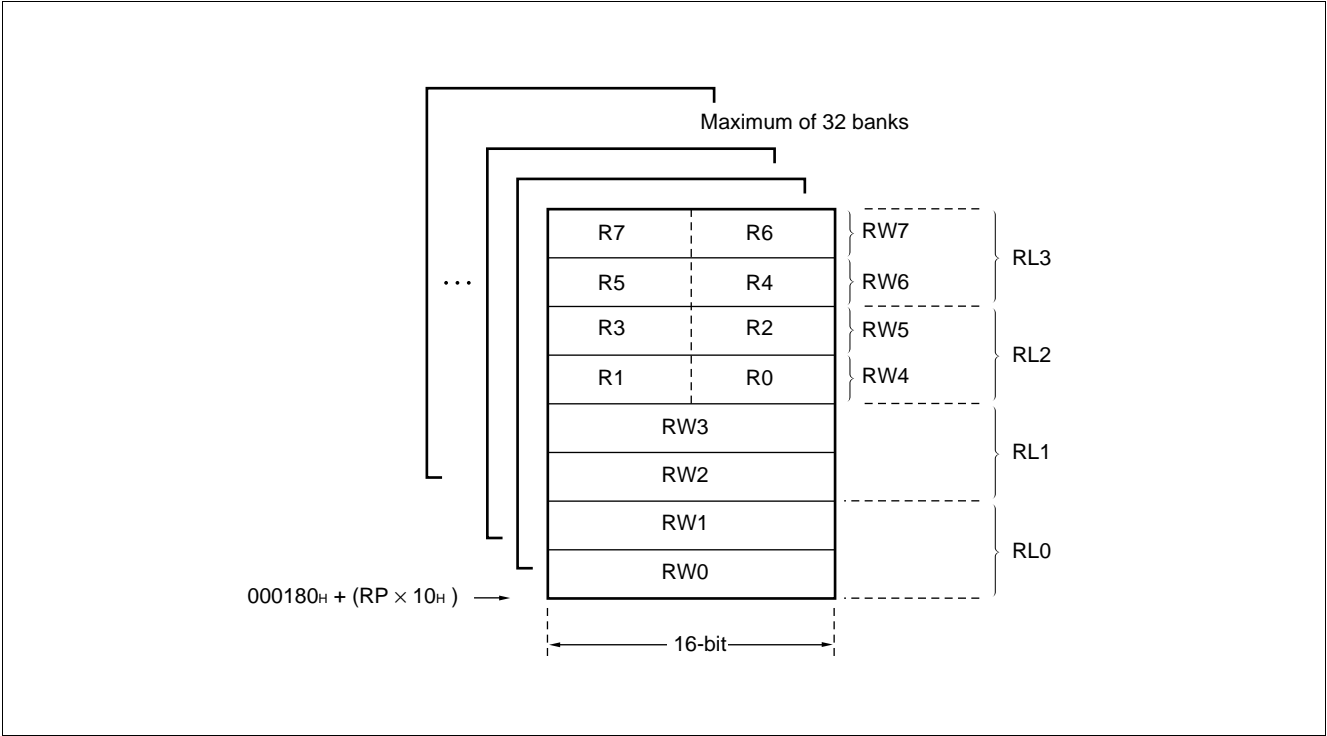 Maximum of 32 banks
R7 R6 RW7
RL3
... R5 R4 RW6
R3 R2 RW5
RL2
R1 R0 RW4
RW3
RL1
RW2
RW1
RL0
RW0
000180H + (RP × 10H )
16-bit